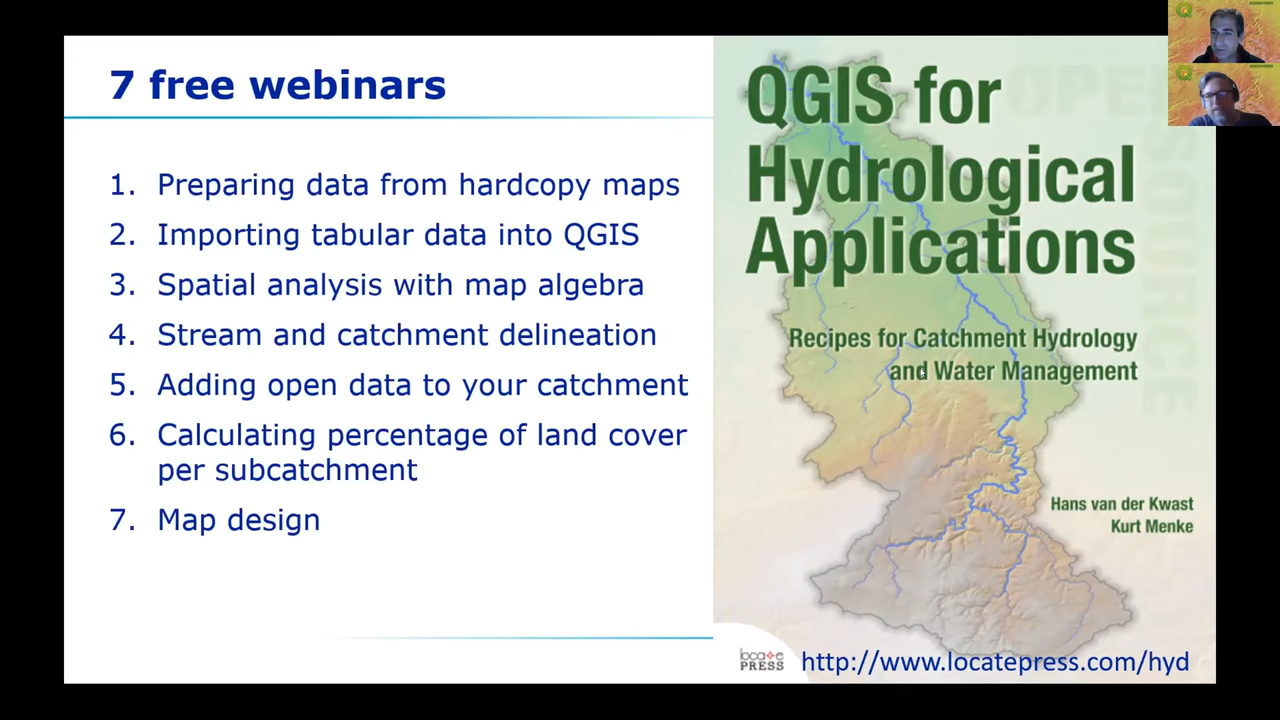 7 free webinars
1. Preparing data from hardcopy maps
2. Importing tabular data into QGIS
3. Spatial analysis with map algebra
4. Stream and catchment delineation
5. Adding open data to your catchment
6. Calculating percentage of land cover
per subcatchment
7. Map design
OPEN SOURCE
QGIS for
Hydrological
Applications
Recipes for Catchment Hydrology
and Water Management
Hans van der Kwast
Kurt Menke
locate
PRESS
http://www.locatepress.com/hyd